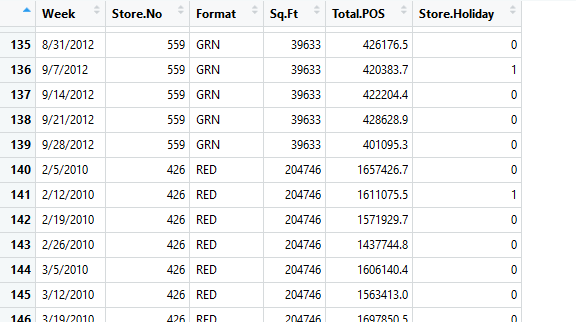 Week Store.No Format Sq.Ft Total.POS Store.Holiday
135 8/31/2012 559 GRN 39633 426176.5 0
136 9/7/2012 559 GRN 39633 420383.7 1
137 9/14/2012 559 GRN 39633 422204.4 0
138 9/21/2012 559 GRN 39633 428628.9 0
139 9/28/2012 559 GRN 39633 401095.3 0
140 2/5/2010 426 RED 204746 1657426.7 0
141 2/12/2010 426 RED 204746 1611075.5 1
142 2/19/2010 426 RED 204746 1571929.7 0
143 2/26/2010 426 RED 204746 1437744.8 0
144 3/5/2010 426 RED 204746 1606140.4 0
145 3/12/2010 426 RED 204746 1563413.0 0
146 3/19/2010 426 RED 204746 1697850.5 0